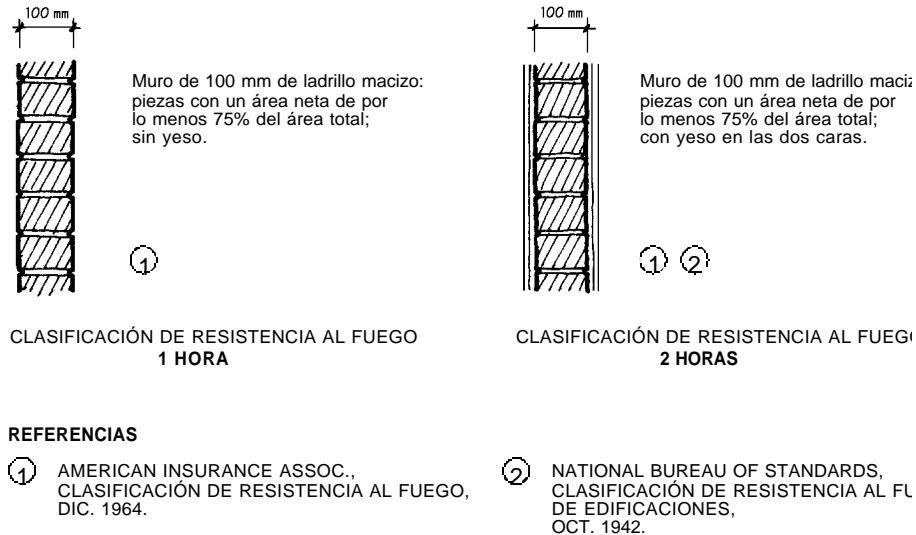 100 mm
Muro de 100 mm de ladrillo macizo:
piezas con un área neta de por
lo menos 75% del área total;
sin yeso.
1
CLASIFICACIÓN DE RESISTENCIA AL FUEGO
1 HORA
100 mm
Muro de 100 mm de ladrillo maciz
piezas con un área neta de por
lo menos 75% del área total;
con yeso en las dos caras.
1 2
CLASIFICACIÓN DE RESISTENCIA AL FUEGO
2 HORAS
REFERENCIAS
1 AMERICAN INSURANCE ASSOC.,
CLASIFICACIÓN DE RESISTENCIA AL FUEGO,
DIC. 1964.
2 NATIONAL BUREAU OF STANDARDS,
CLASIFICACIÓN DE RESISTENCIA AL FU
DE EDIFICACIONES,
OCT. 1942.